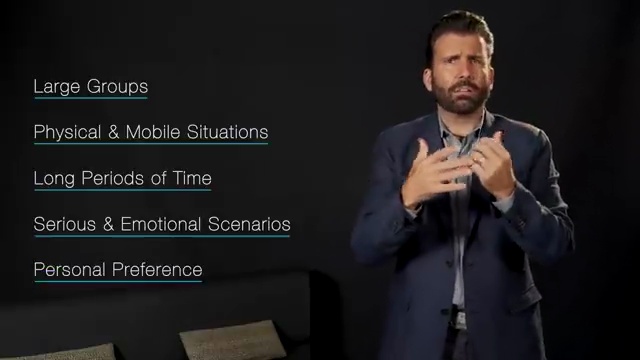 Large Groups
Physical & Mobile Situations
Long Periods of Time
Serious & Emotional Scenarios
Personal Preference